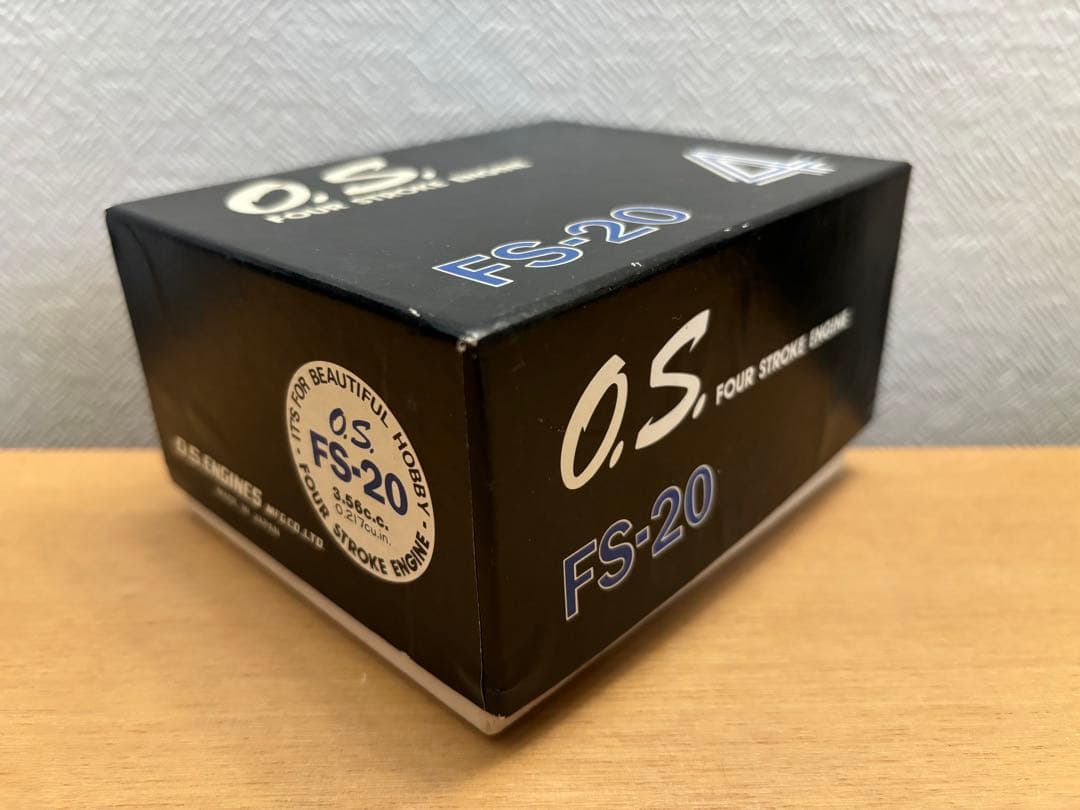 O.S.
FOUR STROKE ENGINE
FS-20
4
O.S.
FOUR STROKE ENGINE
FS-20
- IT'S FOR BEAUTIFUL HOBBY -
O.S.
FS-20
3.56c.c.
0.217cu.in.
FOUR STROKE ENGINE
O.S.ENGINES MFG.CO.,LTD.
MADE IN JAPAN